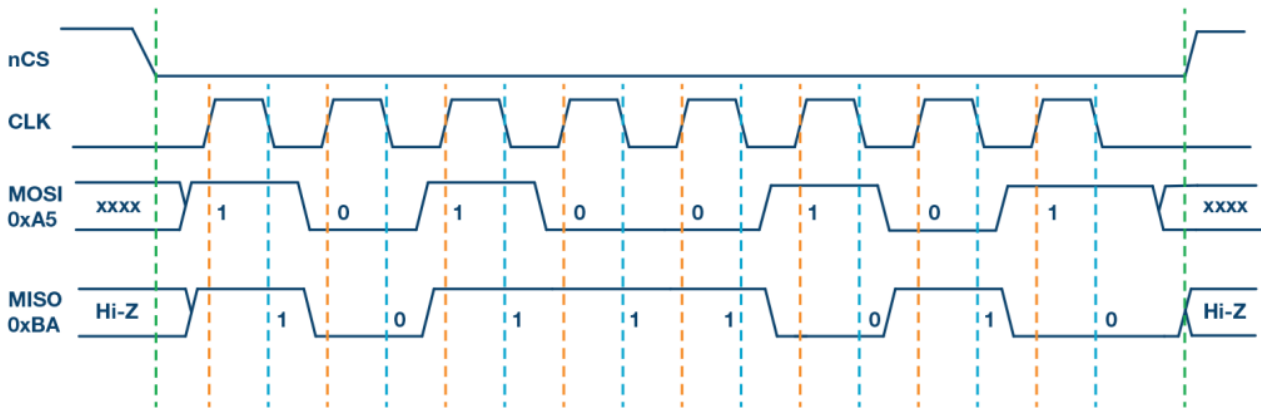 nCS
CLK
MOSI
0xA5
xxxx 1 0 1 0 0 1 0 1 xxxx
MISO
0xBA
Hi-Z 1 0 1 1 1 0 1 0 Hi-Z